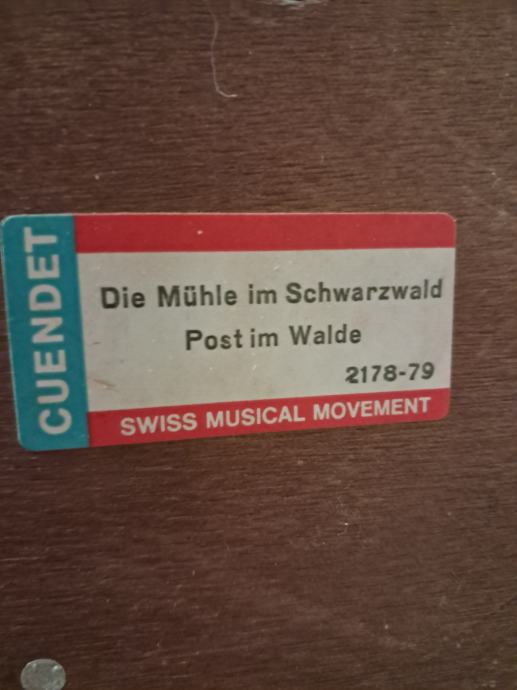 CUENDET
Die Mühle im Schwarzwald
Post im Walde
2178-79
SWISS MUSICAL MOVEMENT